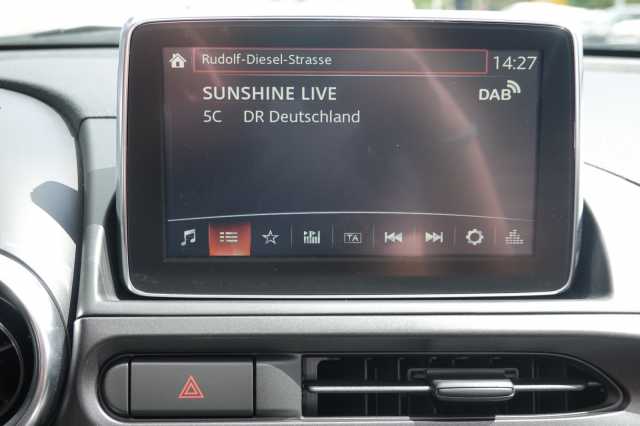 Rudolf-Diesel-Strasse 14:27
SUNSHINE LIVE DAB
5C DR Deutschland
TA